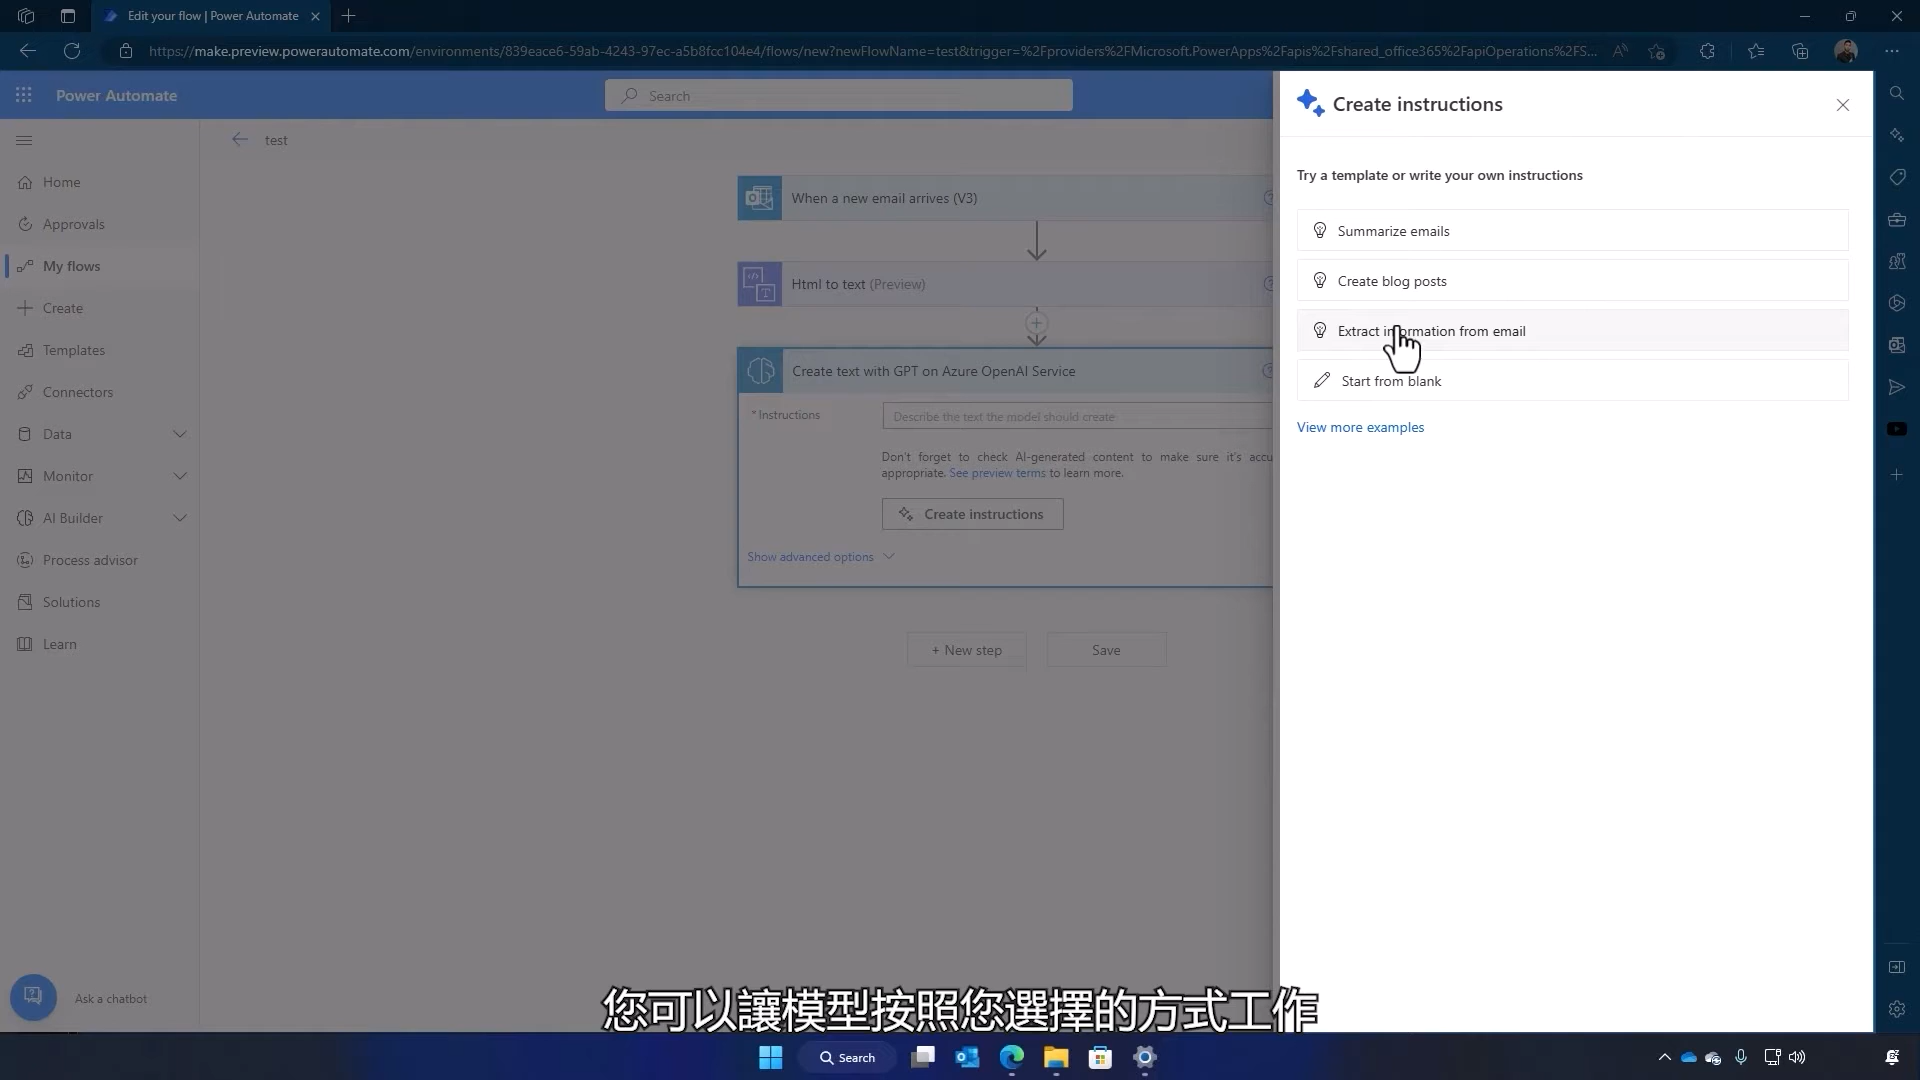 Edit your flow | Power Automate
https://make.preview.powerautomate.com/environments/839eace6-59ab-4243-97ec-a5b8fcc104e4/flows/new?newFlowName=test&trigger=%2Fproviders%2FMicrosoft.PowerApps%2Fapis%2Fshared_office365%2FapiOperations%2FS...
Power Automate
Search
Create instructions
test
Home
Approvals
My flows
Create
Templates
Connectors
Data
Monitor
AI Builder
Process advisor
Solutions
Learn
Ask a chatbot
When a new email arrives (V3)
Html to text (Preview)
Create text with GPT on Azure OpenAI Service
* Instructions
Describe the text the model should create
Don't forget to check AI-generated content to make sure it's accu
appropriate. See preview terms to learn more.
Create instructions
Show advanced options
+ New step
Save
Try a template or write your own instructions
Summarize emails
Create blog posts
Extract information from email
Start from blank
View more examples
您可以讓模型按照您選擇的方式工作
Search